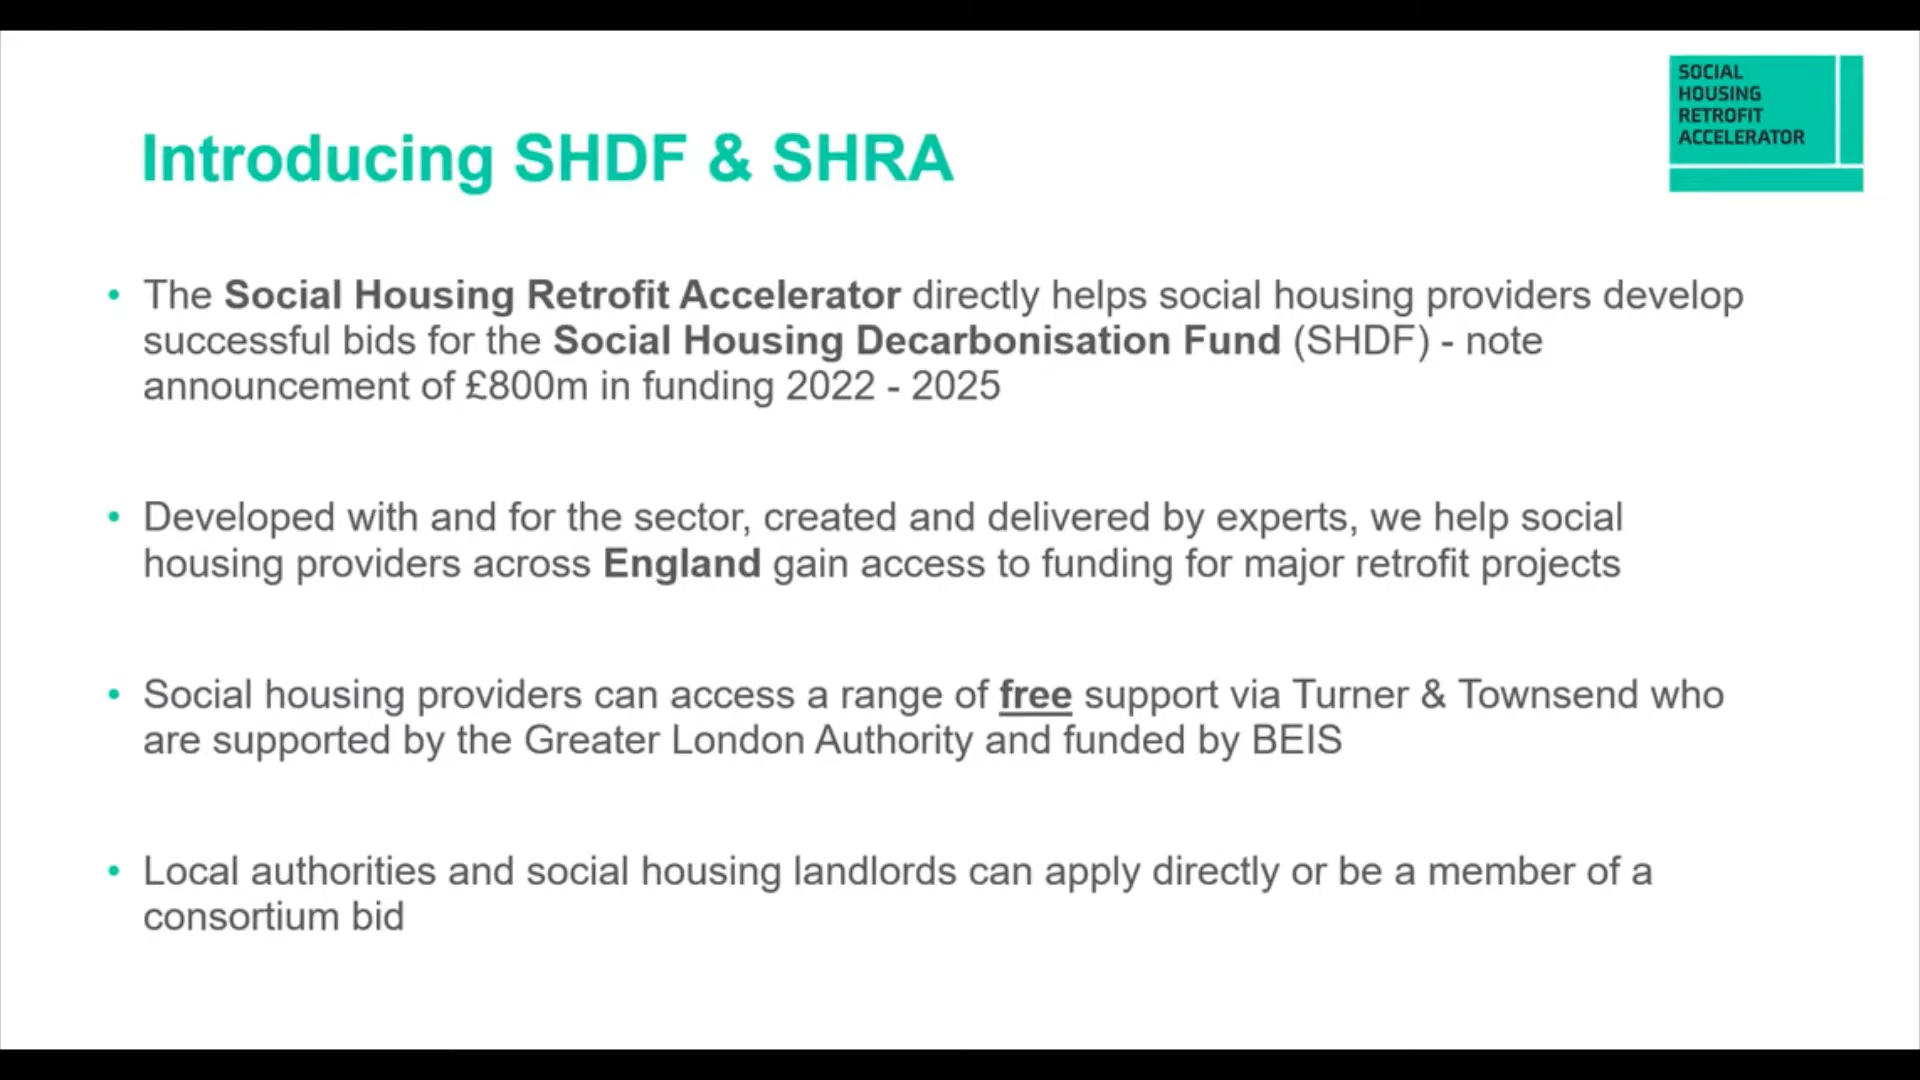 SOCIAL
HOUSING
RETROFIT
ACCELERATOR
Introducing SHDF & SHRA
• The Social Housing Retrofit Accelerator directly helps social housing providers develop
successful bids for the Social Housing Decarbonisation Fund (SHDF) - note
announcement of £800m in funding 2022 - 2025
• Developed with and for the sector, created and delivered by experts, we help social
housing providers across England gain access to funding for major retrofit projects
• Social housing providers can access a range of free support via Turner & Townsend who
are supported by the Greater London Authority and funded by BEIS
• Local authorities and social housing landlords can apply directly or be a member of a
consortium bid